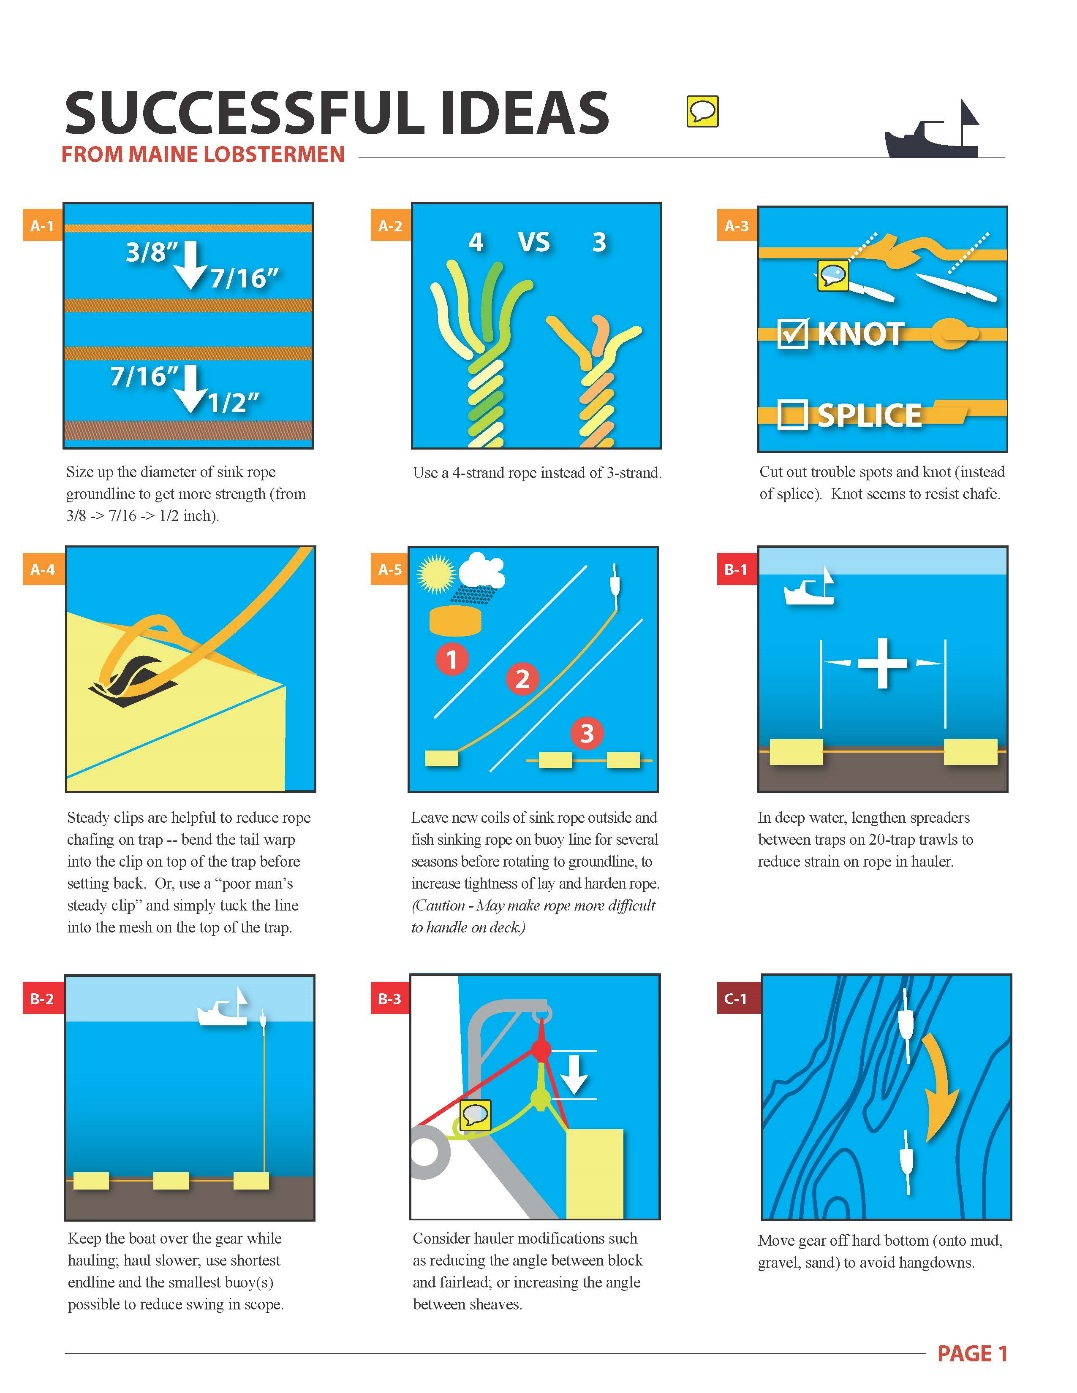 SUCCESSFUL IDEAS
FROM MAINE LOBSTERMEN
A-1
3/8”
7/16”
7/16”
1/2”
Size up the diameter of sink rope
groundline to get more strength (from
3/8 -> 7/16 -> 1/2 inch).
A-2
4 VS 3
Use a 4-strand rope instead of 3-strand.
A-3
KNOT
SPLICE
Cut out trouble spots and knot (instead
of splice).  Knot seems to resist chafe.
A-4
Steady clips are helpful to reduce rope
chafing on trap -- bend the tail warp
into the clip on top of the trap before
setting back.  Or, use a “poor man’s
steady clip” and simply tuck the line
into the mesh on the top of the trap.
A-5
1
2
3
Leave new coils of sink rope outside and
fish sinking rope on buoy line for several
seasons before rotating to groundline, to
increase tightness of lay and harden rope.
(Caution - May make rope more difficult
to handle on deck.)
B-1
In deep water, lengthen spreaders
between traps on 20-trap trawls to
reduce strain on rope in hauler.
B-2
Keep the boat over the gear while
hauling; haul slower; use shortest
endline and the smallest buoy(s)
possible to reduce swing in scope.
B-3
Consider hauler modifications such
as reducing the angle between block
and fairlead; or increasing the angle
between sheaves.
C-1
Move gear off hard bottom (onto mud,
gravel, sand) to avoid hangdowns.
PAGE 1